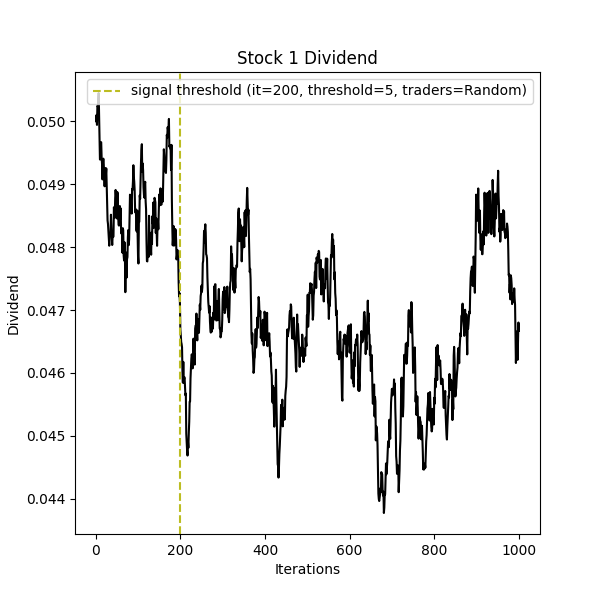 Stock 1 Dividend
signal threshold (it=200, threshold=5, traders=Random)
0.050
0.049
0.048
0.047
0.046
0.045
0.044
Dividend
0 200 400 600 800 1000
Iterations